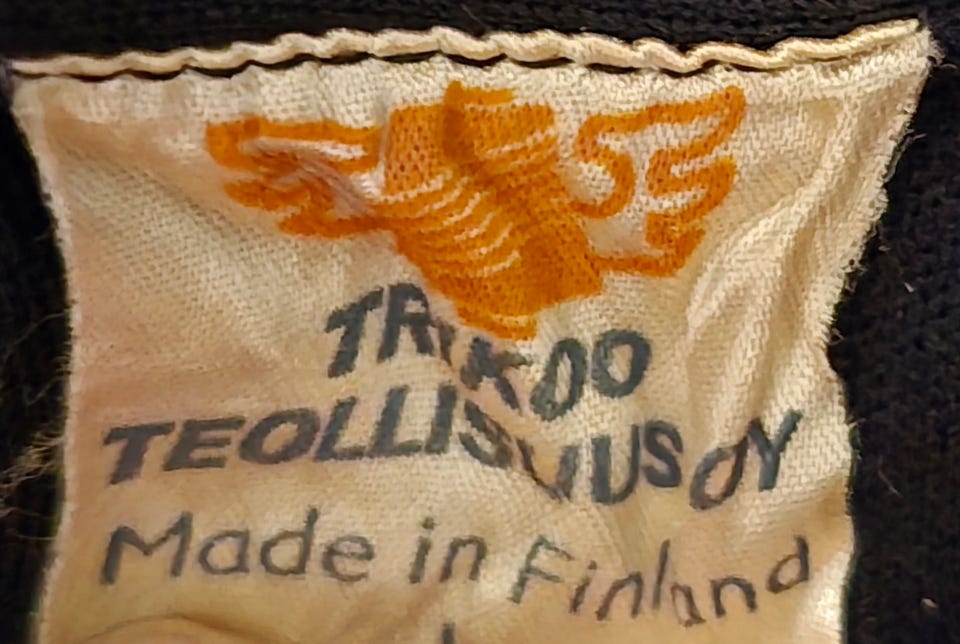 TRIKOO
TEOLLISUUS OY
Made in Finland